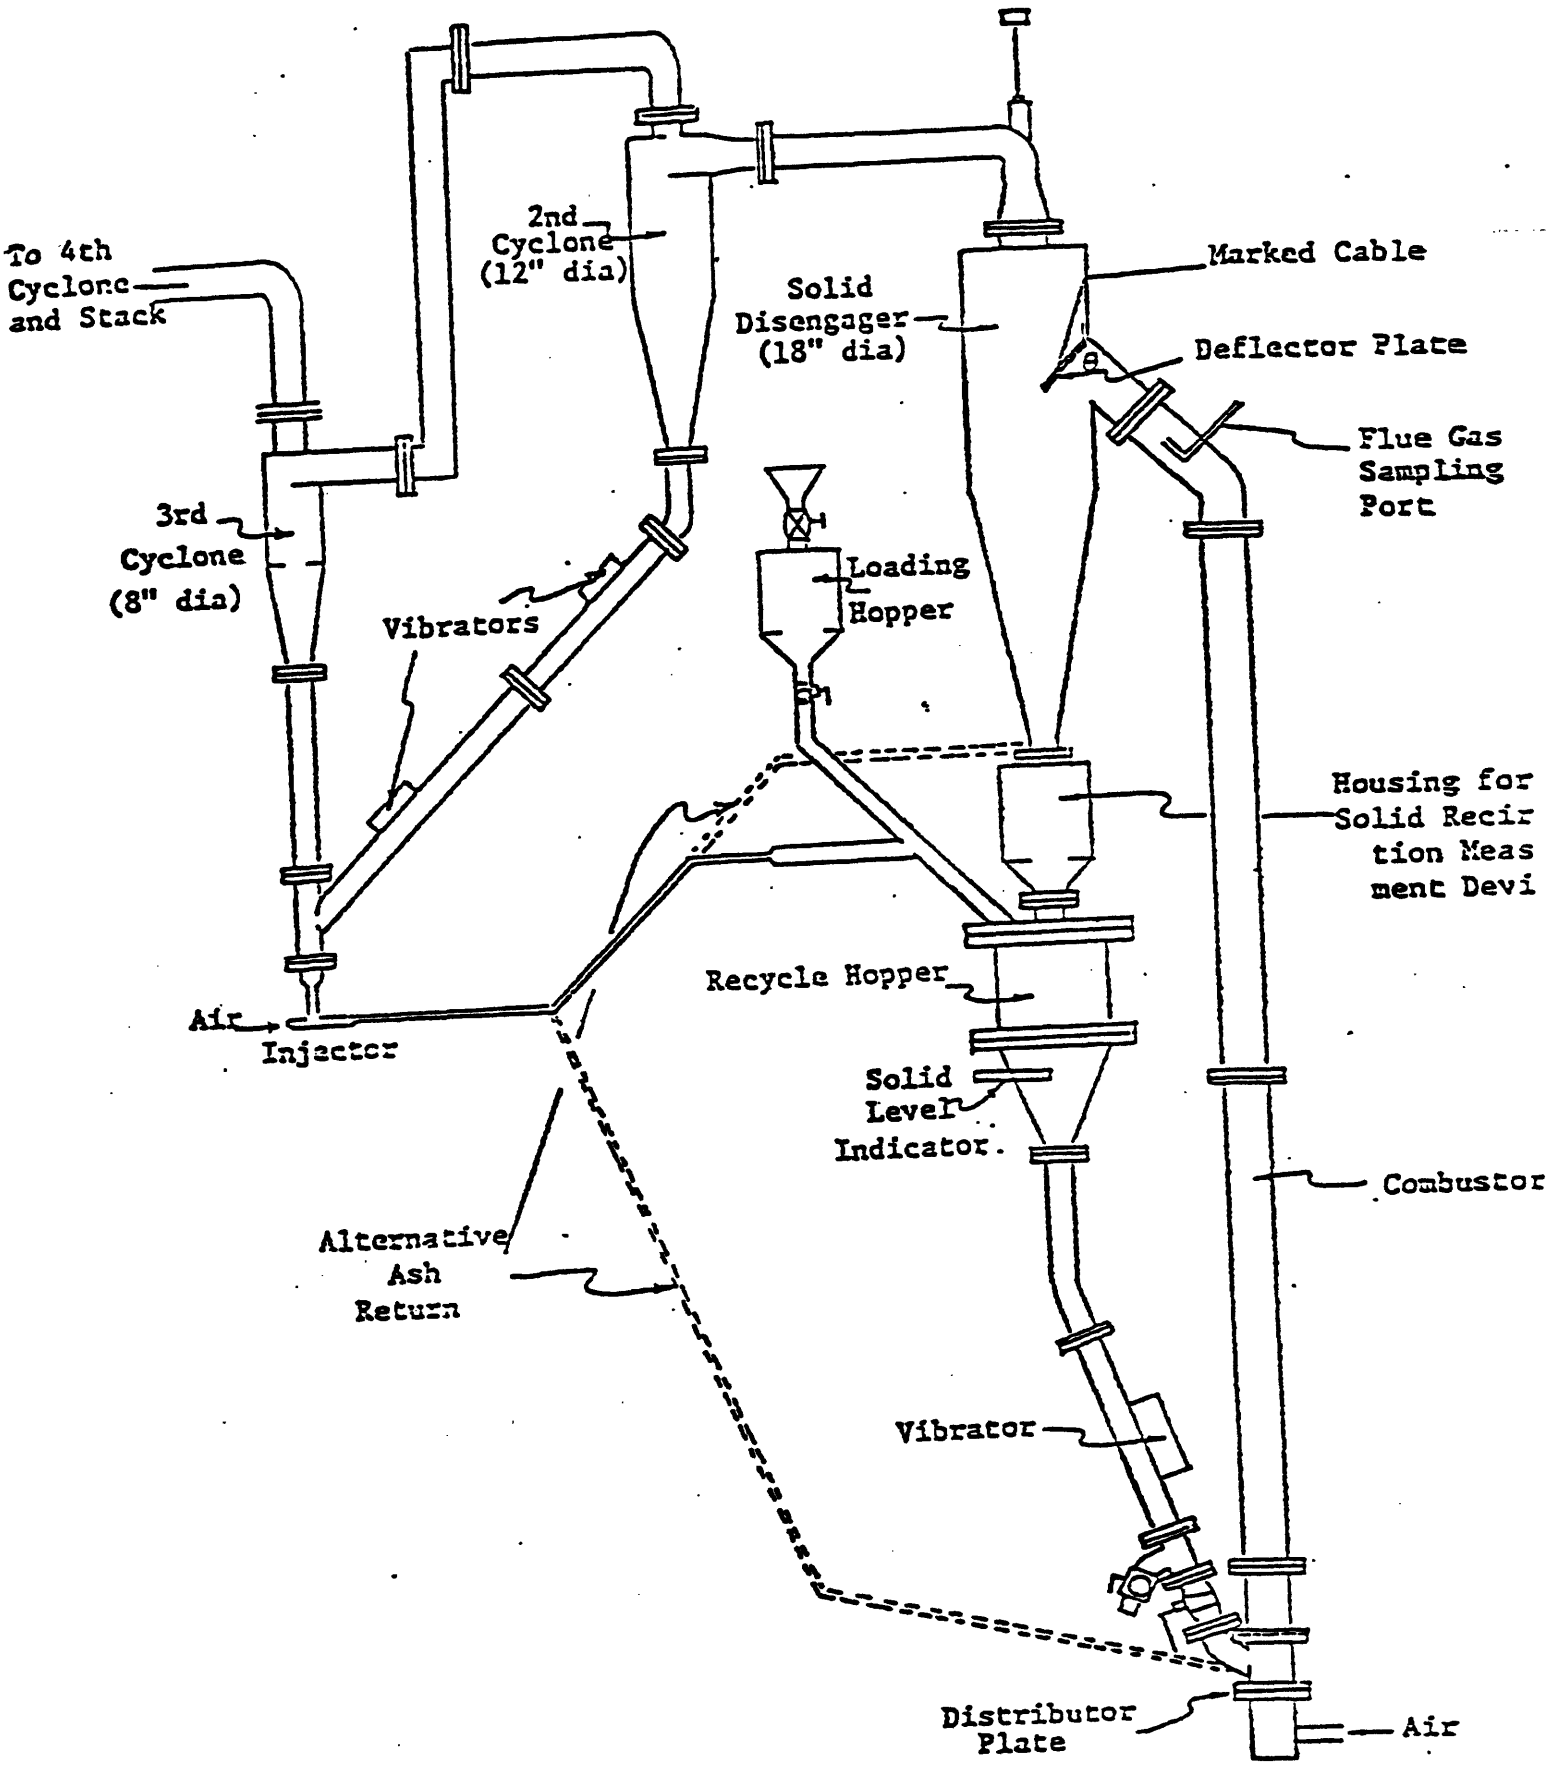 To 4th
Cyclone
and Stack
2nd
Cyclone
(12" dia)
Marked Cable
Solid
Disengager
(18" dia)
Deflector Plate
θ
Flue Gas
Sampling
Port
3rd
Cyclone
(8" dia)
Vibrators
Loading
Hopper
Housing for
Solid Recir
tion Meas
ment Devi
Recycle Hopper
Air
Injector
Solid
Level
Indicator.
Combustor
Alternative
Ash
Return
Vibrator
Distributor
Plate
Air